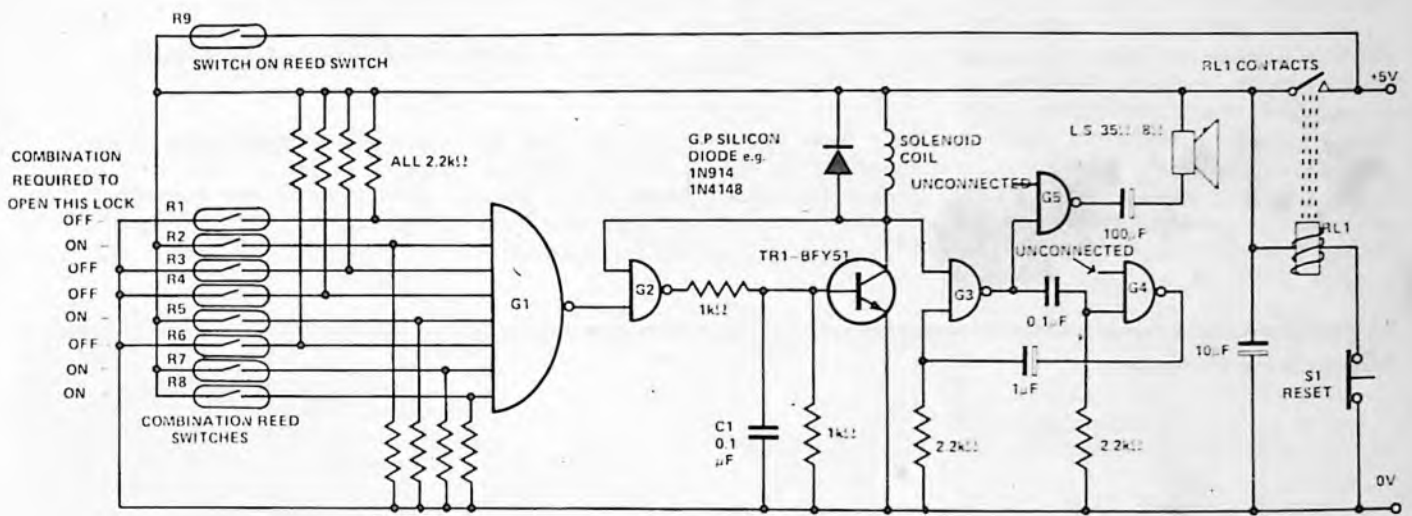 R9
SWITCH ON REED SWITCH
RL1 CONTACTS
+5V
COMBINATION
REQUIRED TO
OPEN THIS LOCK
ALL 2.2kΩ
G.P SILICON
DIODE e.g.
1N914
1N4148
SOLENOID
COIL
L.S. 35Ω 8Ω
OFF
R1
ON
R2
OFF
R3
OFF
R4
ON
R5
OFF
R6
ON
R7
ON
R8
COMBINATION REED
SWITCHES
G1
G2
1kΩ
TR1-BFY51
UNCONNECTED
G5
100µF
UNCONNECTED
G3
G4
0.1µF
1µF
RL1
10µF
S1
RESET
C1
0.1
µF
1kΩ
2.2kΩ
2.2kΩ
0V